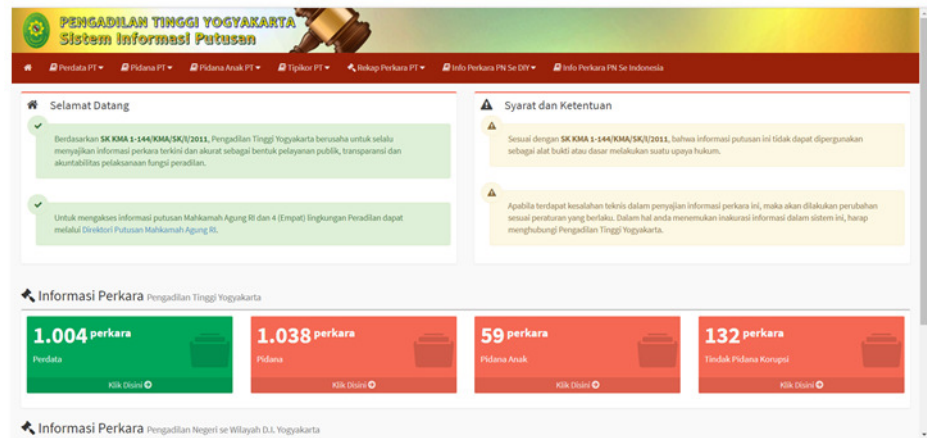 PENGADILAN TINGGI YOGYAKARTA
Sistem Informasi Putusan
Perdata PT Pidana PT Pidana Anak PT Tipikor PT Rekap Perkara PT Info Perkara PN Se DIY Info Perkara PN Se Indonesia
Selamat Datang
Berdasarkan SK KMA 1-144/KMA/SK/I/2011, Pengadilan Tinggi Yogyakarta berusaha untuk selalu
menyajikan informasi perkara terkini dan akurat sebagai bentuk pelayanan publik, transparansi dan
akuntabilitas pelaksanaan fungsi peradilan.
Untuk mengakses informasi putusan Mahkamah Agung RI dan 4 (Empat) lingkungan Peradilan dapat
melalui Direktori Putusan Mahkamah Agung RI.
Syarat dan Ketentuan
Sesuai dengan SK KMA 1-144/KMA/SK/I/2011, bahwa informasi putusan ini tidak dapat dipergunakan
sebagai alat bukti atau dasar melakukan suatu upaya hukum.
Apabila terdapat kesalahan teknis dalam penyajian informasi perkara ini, maka akan dilakukan perubahan
sesuai peraturan yang berlaku. Dalam hal anda menemukan inakurasi informasi dalam sistem ini, harap
menghubungi Pengadilan Tinggi Yogyakarta.
Informasi Perkara Pengadilan Tinggi Yogyakarta
1.004 perkara
Perdata
Klik Disini
1.038 perkara
Pidana
Klik Disini
59 perkara
Pidana Anak
Klik Disini
132 perkara
Tindak Pidana Korupsi
Klik Disini
Informasi Perkara Pengadilan Negeri se Wilayah D.I. Yogyakarta